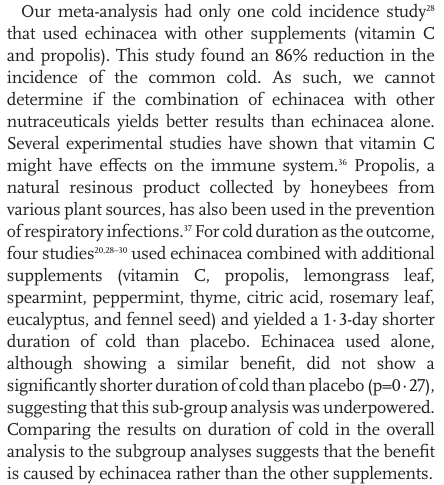 Our meta-analysis had only one cold incidence study²⁸
that used echinacea with other supplements (vitamin C
and propolis). This study found an 86% reduction in the
incidence of the common cold. As such, we cannot
determine if the combination of echinacea with other
nutraceuticals yields better results than echinacea alone.
Several experimental studies have shown that vitamin C
might have effects on the immune system.³⁶ Propolis, a
natural resinous product collected by honeybees from
various plant sources, has also been used in the prevention
of respiratory infections.³⁷ For cold duration as the outcome,
four studies²⁰,²⁸⁻³⁰ used echinacea combined with additional
supplements (vitamin C, propolis, lemongrass leaf,
spearmint, peppermint, thyme, citric acid, rosemary leaf,
eucalyptus, and fennel seed) and yielded a 1·3-day shorter
duration of cold than placebo. Echinacea used alone,
although showing a similar benefit, did not show a
significantly shorter duration of cold than placebo (p=0·27),
suggesting that this sub-group analysis was underpowered.
Comparing the results on duration of cold in the overall
analysis to the subgroup analyses suggests that the benefit
is caused by echinacea rather than the other supplements.